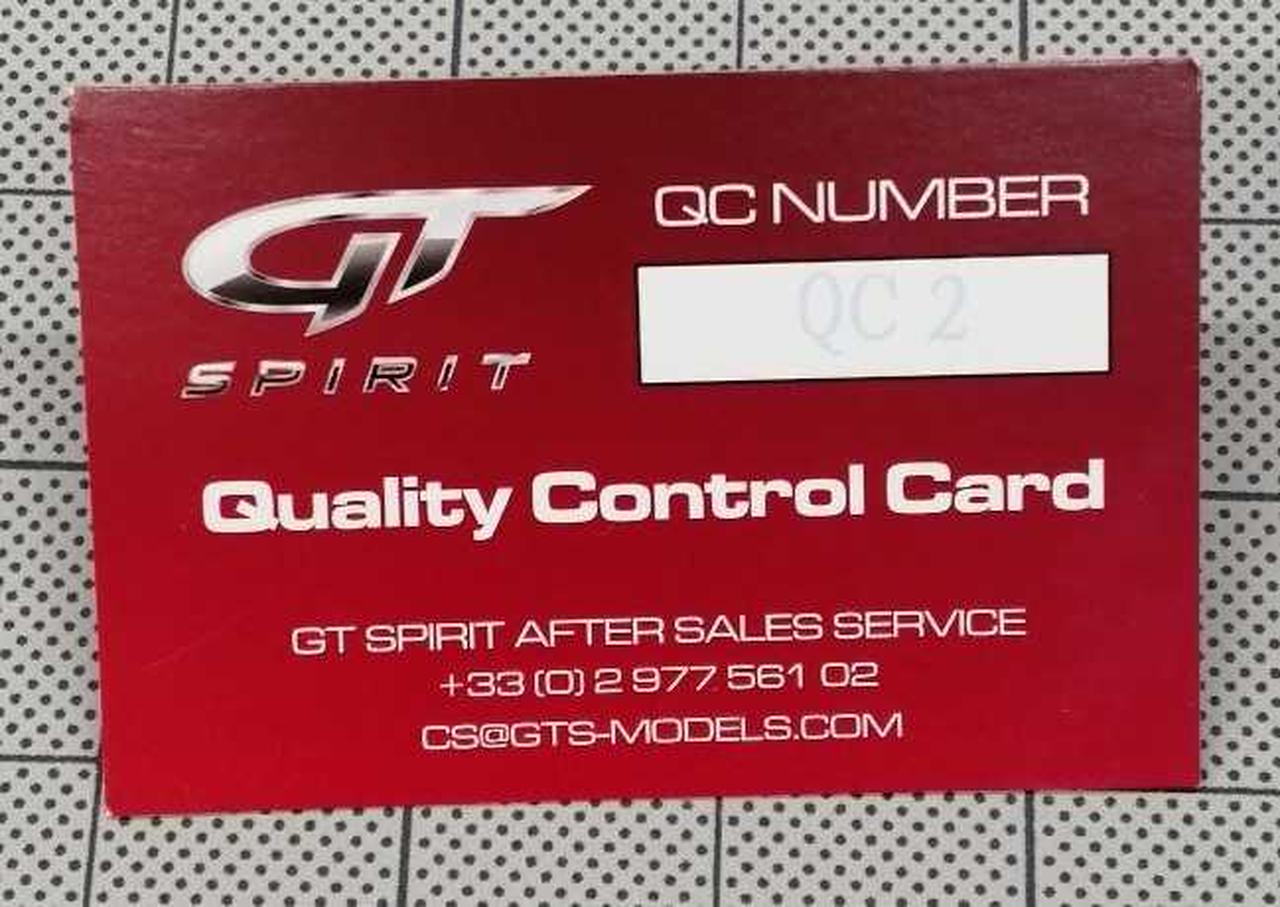 GT
SPIRIT
QC NUMBER
QC 2
Quality Control Card
GT SPIRIT AFTER SALES SERVICE
+33 (0) 2 977 561 02
CS@GTS-MODELS.COM